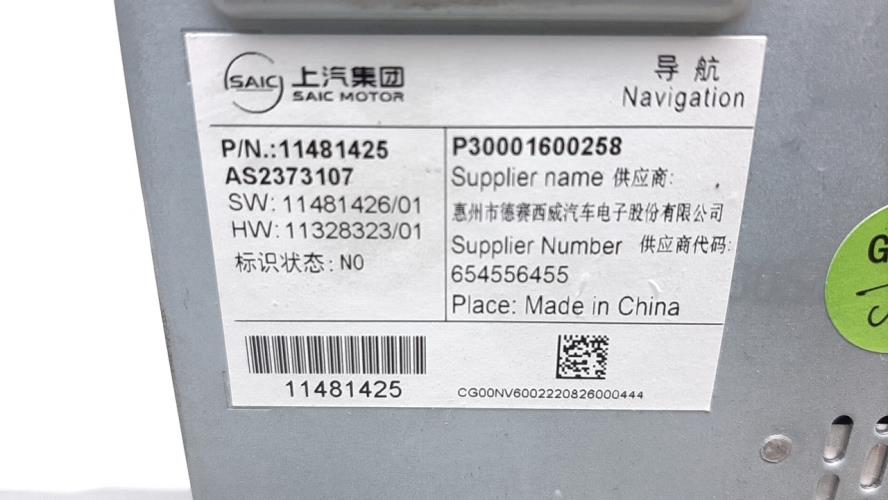 SAIC 上汽集团
SAIC MOTOR
导航
Navigation
P/N.:11481425
AS2373107
SW: 11481426/01
HW: 11328323/01
标识状态: NO
P30001600258
Supplier name 供应商:
惠州市德赛西威汽车电子股份有限公司
Supplier Number 供应商代码:
654556455
Place: Made in China
11481425
CG00NV6002220826000444
G